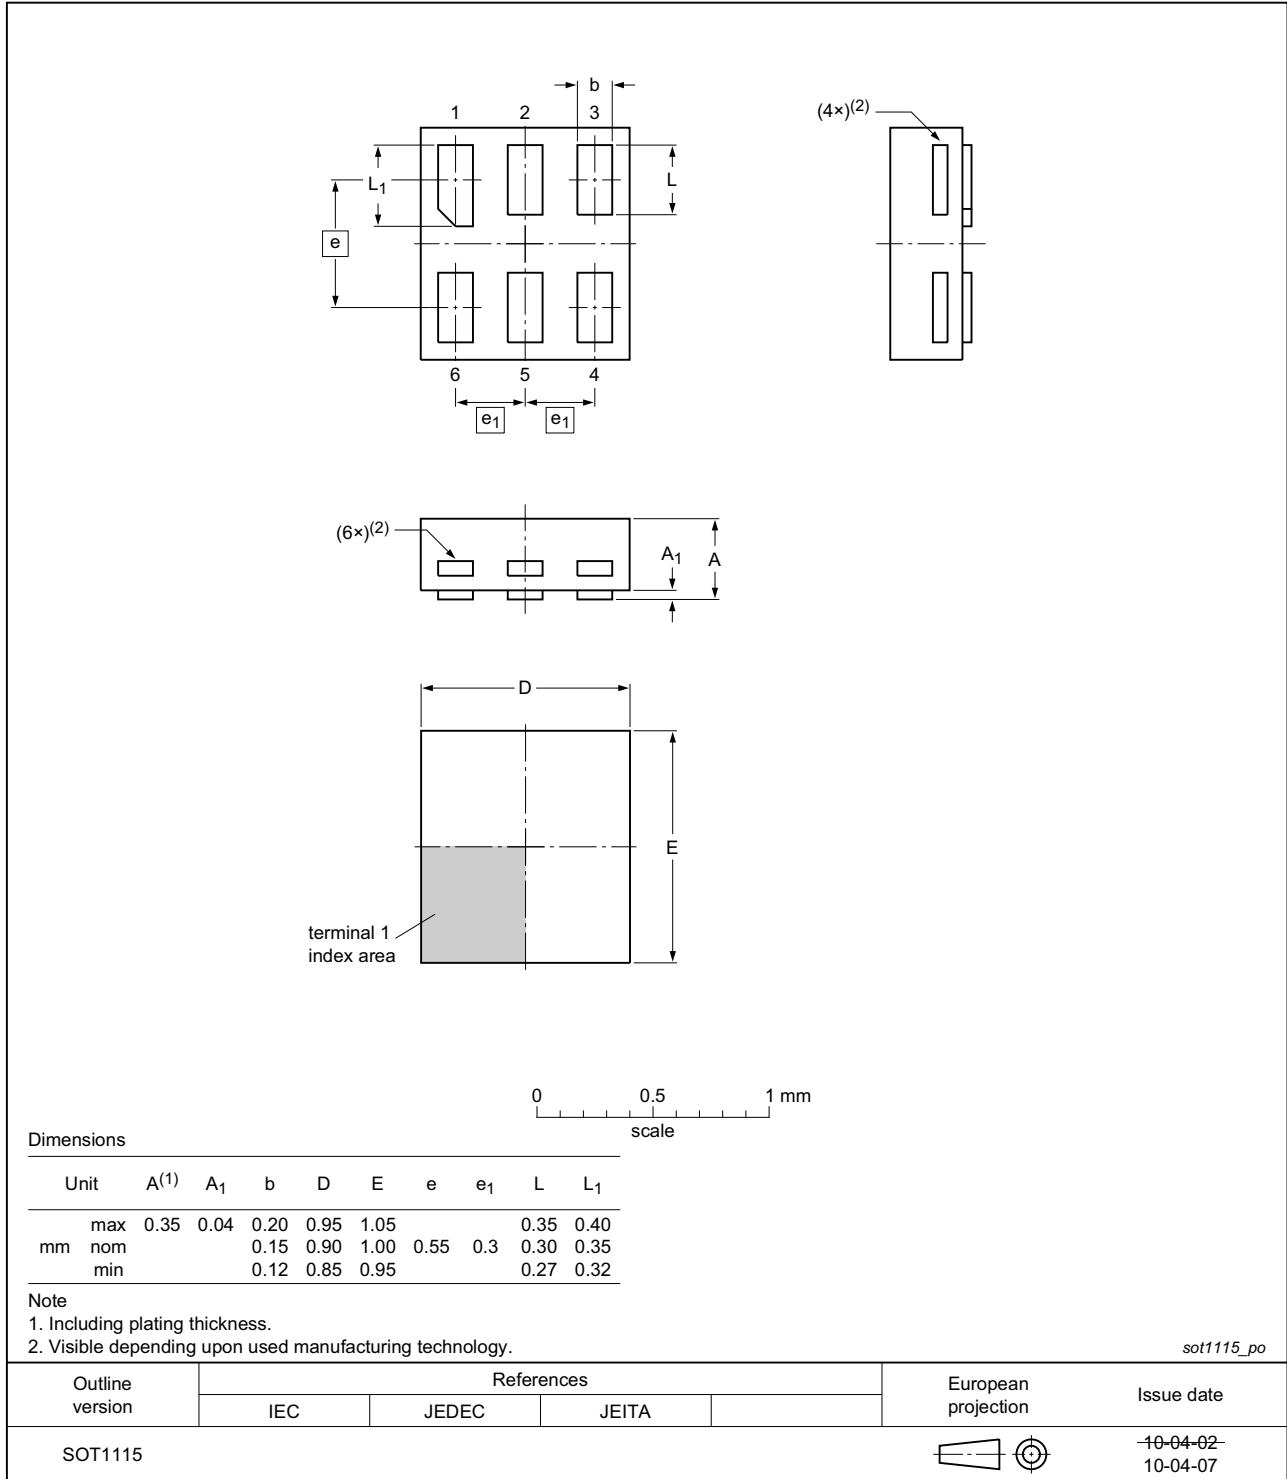 b
1 2 3
(4×)(2)
L1
L
e
6 5 4
e1 e1
(6×)(2)
A1 A
D
E
terminal 1
index area
0 0.5 1 mm
scale
Dimensions
Unit A(1) A1 b D E e e1 L L1
max 0.35 0.04 0.20 0.95 1.05 0.35 0.40
mm nom 0.15 0.90 1.00 0.55 0.3 0.30 0.35
min 0.12 0.85 0.95 0.27 0.32
Note
1. Including plating thickness.
2. Visible depending upon used manufacturing technology.
sot1115_po
Outline version
References
IEC JEDEC JEITA
European projection
Issue date
SOT1115
10-04-02
10-04-07